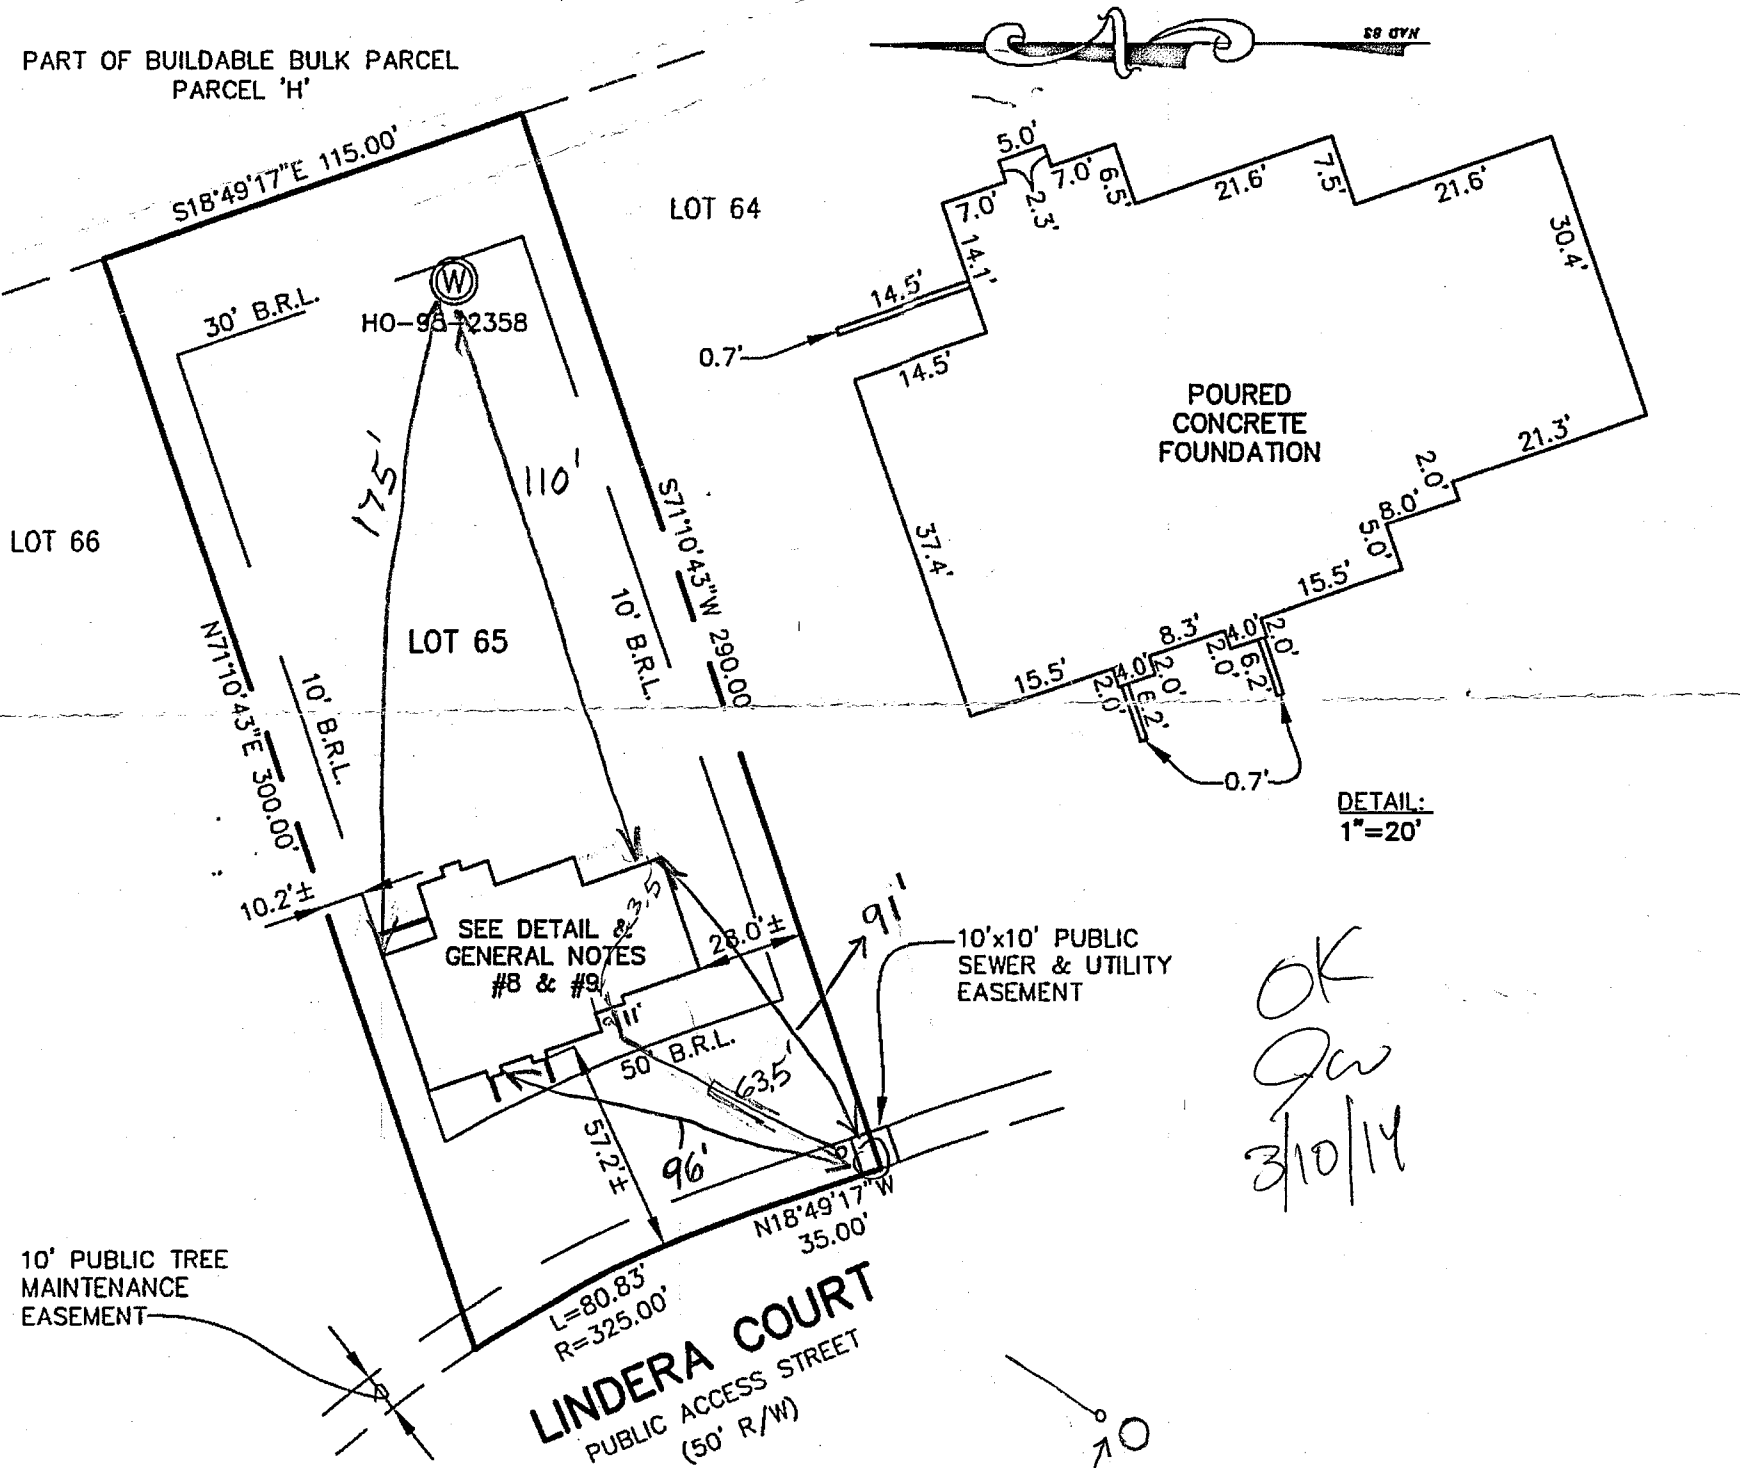 NAD 83
PART OF BUILDABLE BULK PARCEL
PARCEL 'H'
S18°49'17"E 115.00'
LOT 64
30' B.R.L.
W
HO-95-2358
175'
110'
LOT 66
LOT 65
S71°10'43"W 290.00
10' B.R.L.
N71°10'43"E 300.00'
10' B.R.L.
10.2'±
SEE DETAIL &
GENERAL NOTES
#8 & #9
28.0'±
91'
11'
50' B.R.L.
63,5'
57.2'±
96'
10'x10' PUBLIC
SEWER & UTILITY
EASEMENT
N18°49'17"W
35.00'
L=80.83'
R=325.00'
LINDERA COURT
PUBLIC ACCESS STREET
(50' R/W)
10' PUBLIC TREE
MAINTENANCE
EASEMENT
5.0'
7.0'
2.3'
7.0'
6.5'
21.6'
7.5'
21.6'
30.4'
14.1'
14.5'
0.7'
14.5'
37.4'
POURED
CONCRETE
FOUNDATION
21.3'
2.0'
8.0'
5.0'
15.5'
2.0'
4.0'
6.2'
2.0'
8.3'
2.0'
4.0'
6.2'
2.0'
15.5'
0.7'
DETAIL:
1"=20'
OK
3/10/14